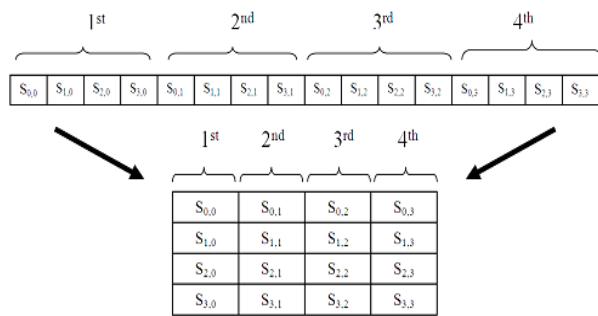 1st 2nd 3rd 4th
S0,0 S1,0 S2,0 S3,0 S0,1 S1,1 S2,1 S3,1 S0,2 S1,2 S2,2 S3,2 S0,3 S1,3 S2,3 S3,3
1st 2nd 3rd 4th
S0,0 S0,1 S0,2 S0,3
S1,0 S1,1 S1,2 S1,3
S2,0 S2,1 S2,2 S2,3
S3,0 S3,1 S3,2 S3,3